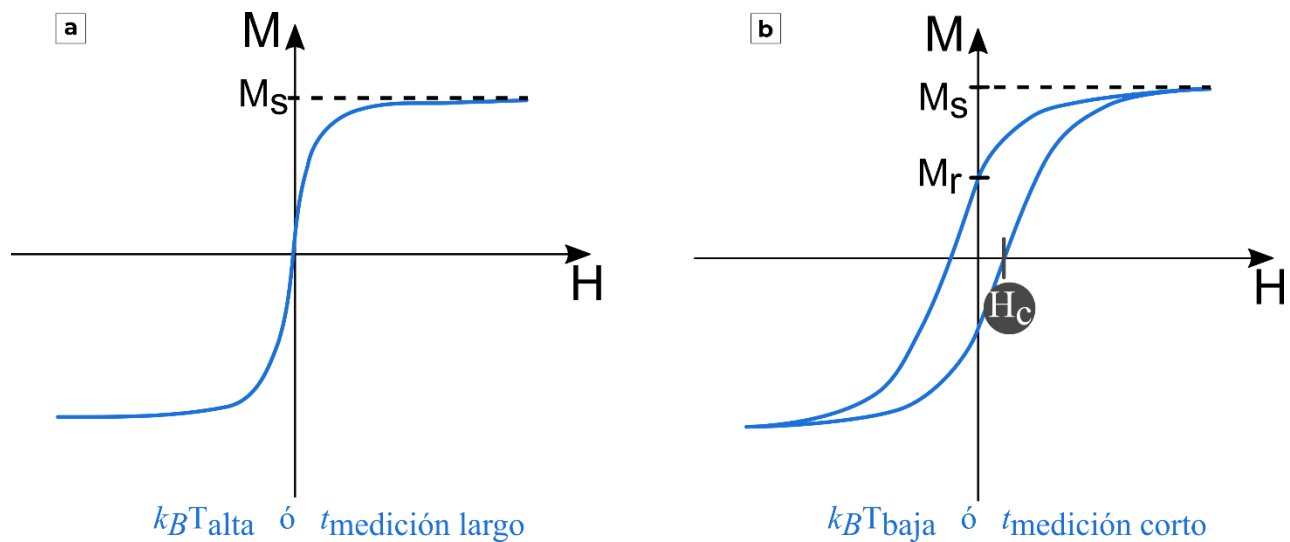 a
M
Ms
H
kBTalta ó tmedición largo
b
M
Ms
Mr
H
Hc
kBTbaja ó tmedición corto